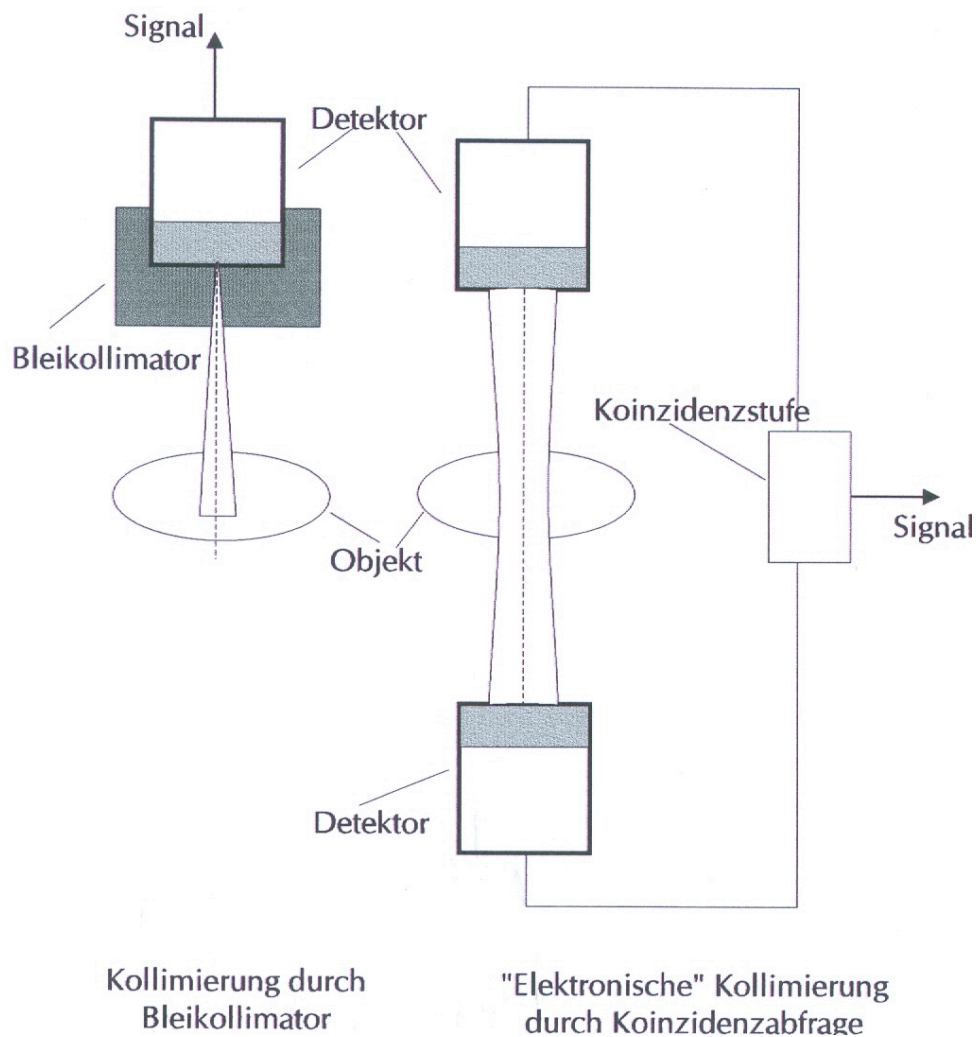 Signal
Detektor
Bleikollimator
Koinzidenzstufe
Signal
Objekt
Detektor
Kollimierung durch
Bleikollimator
"Elektronische" Kollimierung
durch Koinzidenzabfrage